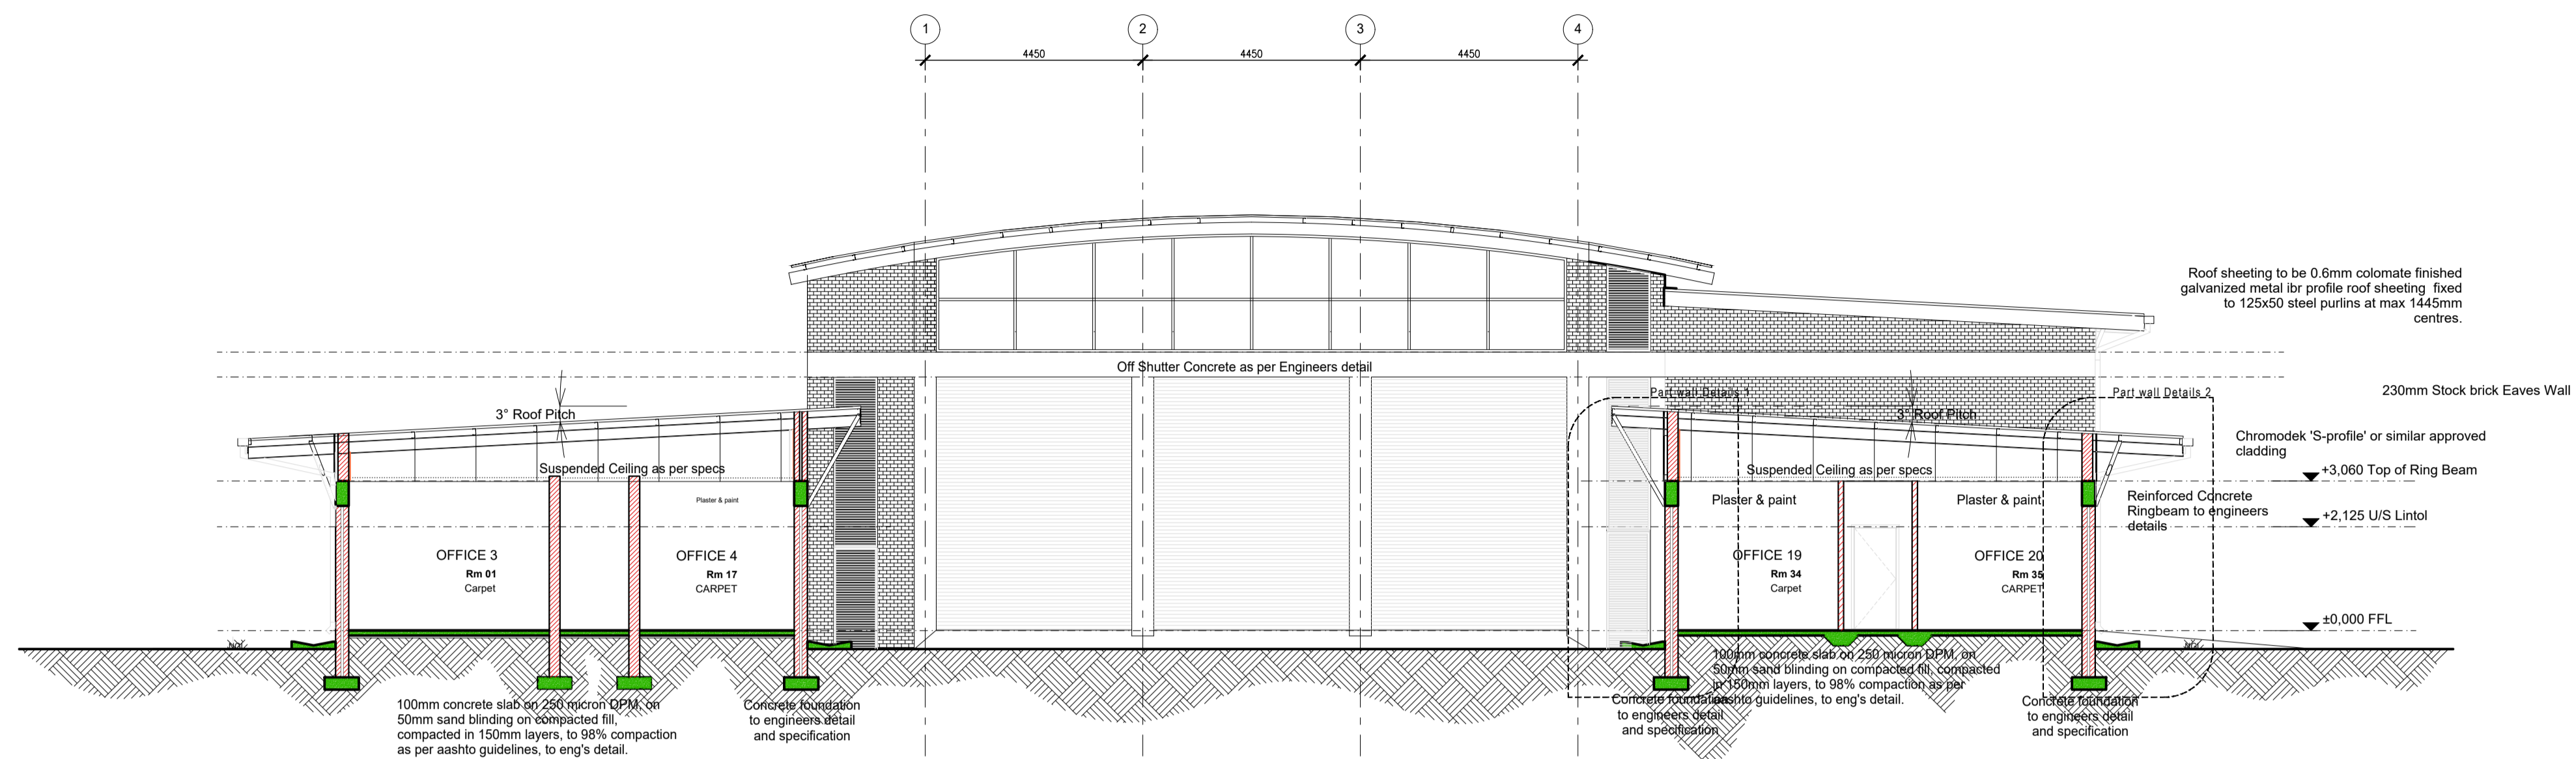 1
2
3
4
4450
4450
4450
Roof sheeting to be 0.6mm colomate finished
galvanized metal ibr profile roof sheeting fixed
to 125x50 steel purlins at max 1445mm
centres.
Off Shutter Concrete as per Engineers detail
Part wall Details 1
Part wall Details 2
230mm Stock brick Eaves Wall
3° Roof Pitch
3° Roof Pitch
Chromodek 'S-profile' or similar approved
cladding
Suspended Ceiling as per specs
Suspended Ceiling as per specs
+3,060 Top of Ring Beam
Plaster & paint
Plaster & paint
Plaster & paint
Reinforced Concrete
Ringbeam to engineers
details
+2,125 U/S Lintol
OFFICE 3
Rm 01
Carpet
OFFICE 4
Rm 17
CARPET
OFFICE 19
Rm 34
Carpet
OFFICE 20
Rm 35
CARPET
±0,000 FFL
NGL
100mm concrete slab on 250 micron DPM, on
50mm sand blinding on compacted fill,
compacted in 150mm layers, to 98% compaction
as per aashto guidelines, to eng's detail.
Concrete foundation
to engineers detail
and specification
100mm concrete slab on 250 micron DPM, on
50mm sand blinding on compacted fill, compacted
in 150mm layers, to 98% compaction as per
aashto guidelines, to eng's detail.
Concrete foundation
to engineers detail
and specification
Concrete foundation
to engineers detail
and specification